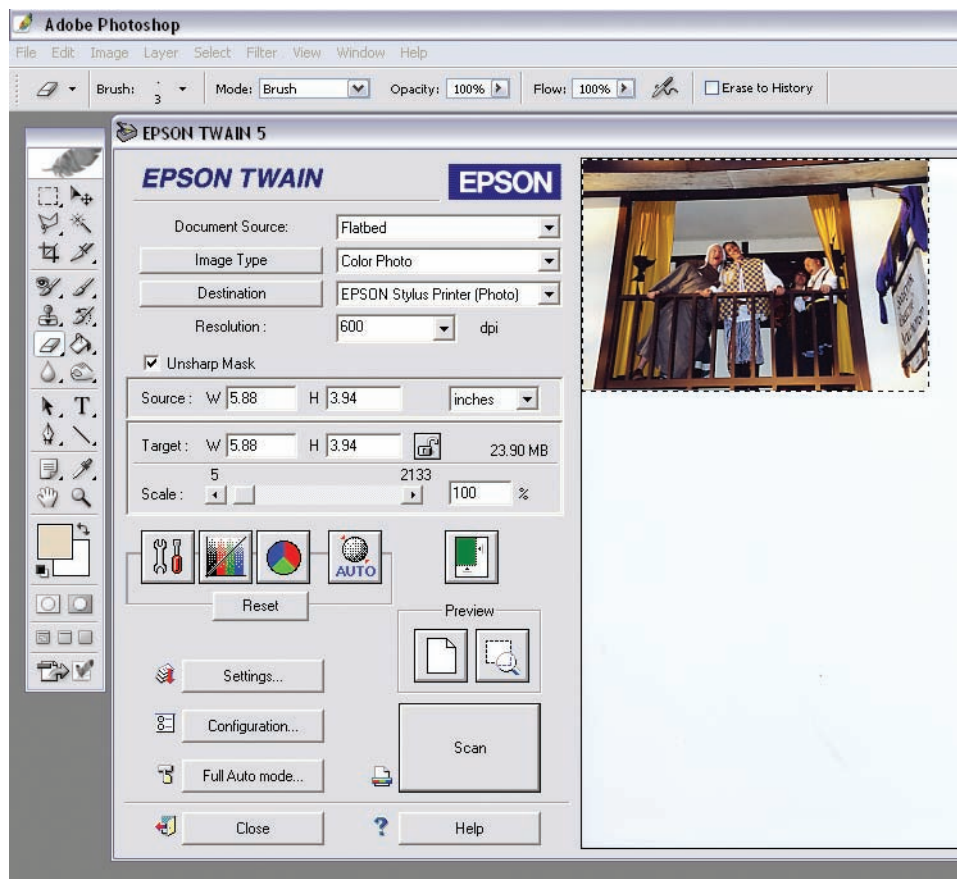 Adobe Photoshop
File Edit Image Layer Select Filter View Window Help
Brush: 3 Mode: Brush Opacity: 100% Flow: 100% Erase to History
EPSON TWAIN 5
EPSON TWAIN EPSON
Document Source: Flatbed
Image Type Color Photo
Destination EPSON Stylus Printer (Photo)
Resolution : 600 dpi
Unsharp Mask
Source : W 5.88 H 3.94 inches
Target : W 5.88 H 3.94 23.90 MB
5 2133
Scale : 100 %
AUTO
Reset
Preview
Settings...
Configuration...
Scan
Full Auto mode...
Close Help